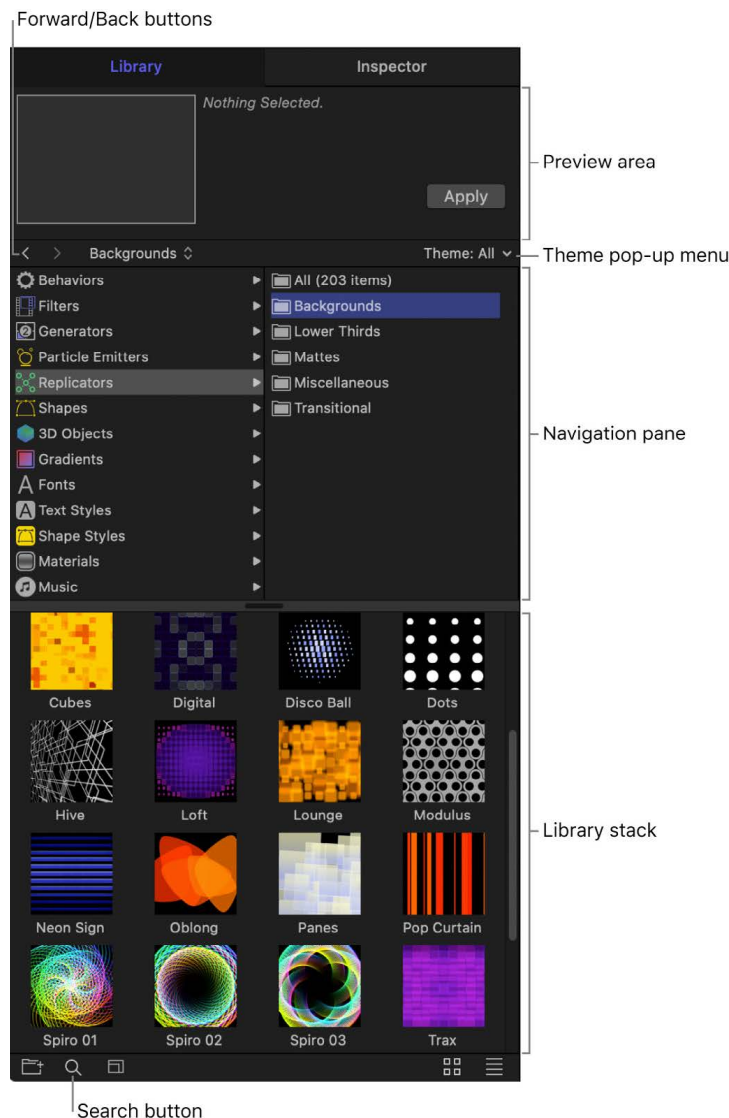 Forward/Back buttons
Library
Inspector
Nothing Selected.
Preview area
Apply
Backgrounds
Theme: All
Theme pop-up menu
Behaviors
All (203 items)
Filters
Backgrounds
Generators
Lower Thirds
Particle Emitters
Mattes
Replicators
Miscellaneous
Shapes
Transitional
3D Objects
Navigation pane
Gradients
Fonts
Text Styles
Shape Styles
Materials
Music
Cubes
Digital
Disco Ball
Dots
Hive
Loft
Lounge
Modulus
Library stack
Neon Sign
Oblong
Panes
Pop Curtain
Spiro 01
Spiro 02
Spiro 03
Trax
Search button